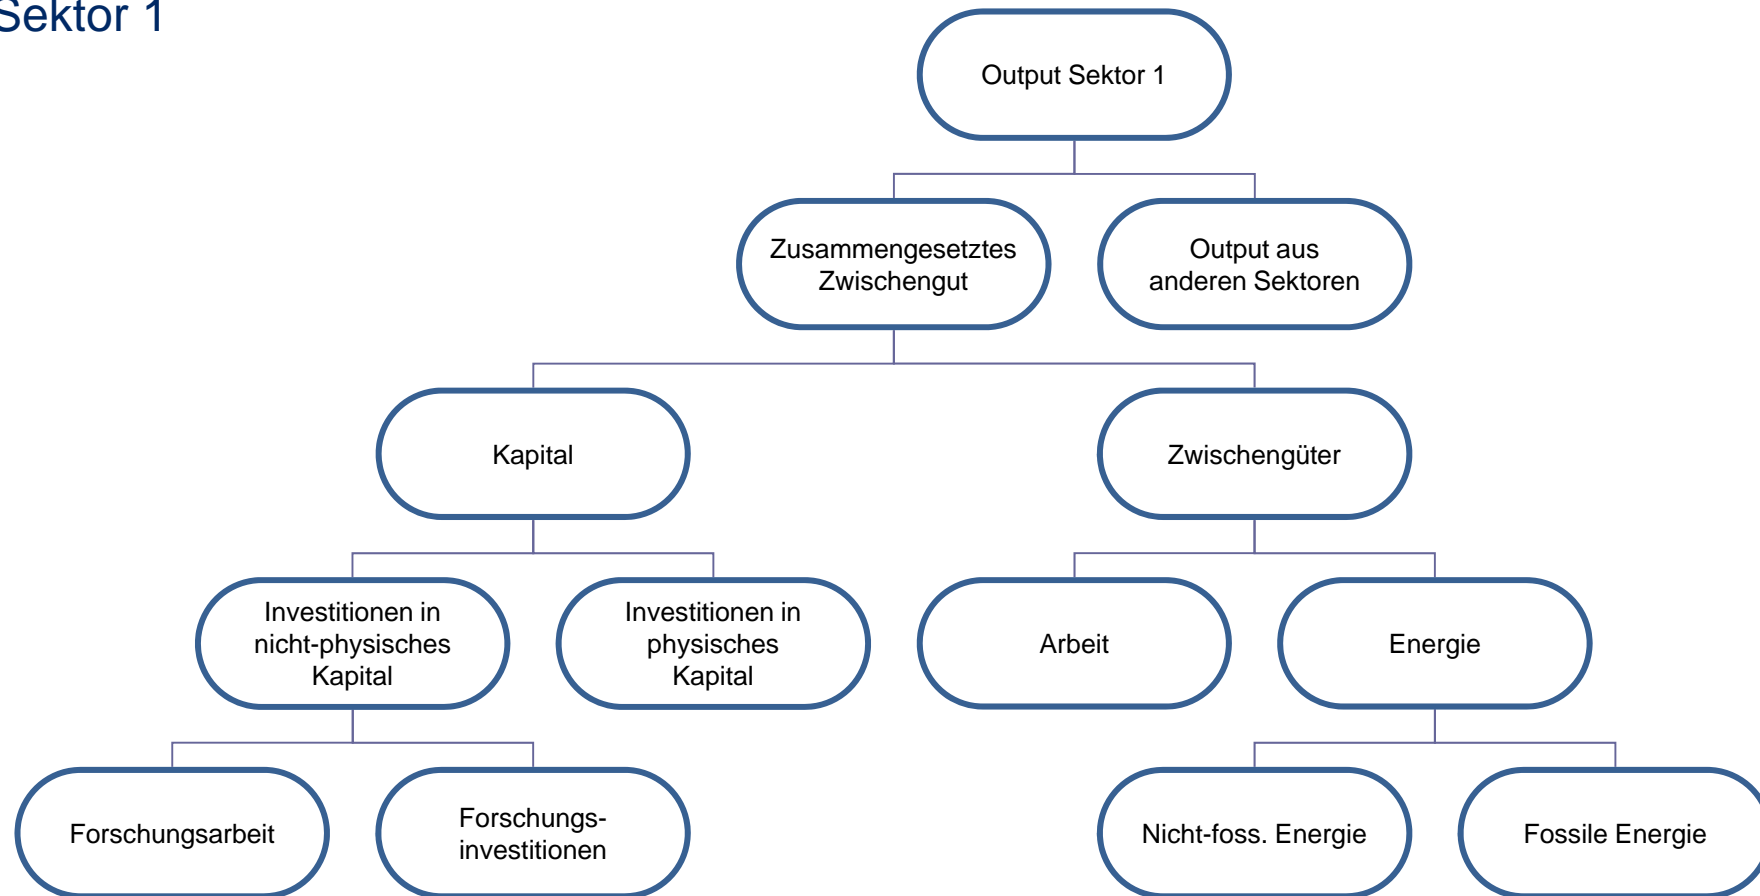 Sektor 1
Output Sektor 1
Zusammengesetztes
Zwischengut
Output aus
anderen Sektoren
Kapital
Zwischengüter
Investitionen in
nicht-physisches
Kapital
Investitionen in
physisches
Kapital
Arbeit
Energie
Forschungsarbeit
Forschungs-
investitionen
Nicht-foss. Energie
Fossile Energie